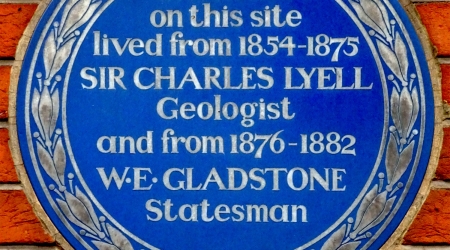 on this site
lived from 1854-1875
SIR CHARLES LYELL
Geologist
and from 1876-1882
W·E·GLADSTONE
Statesman